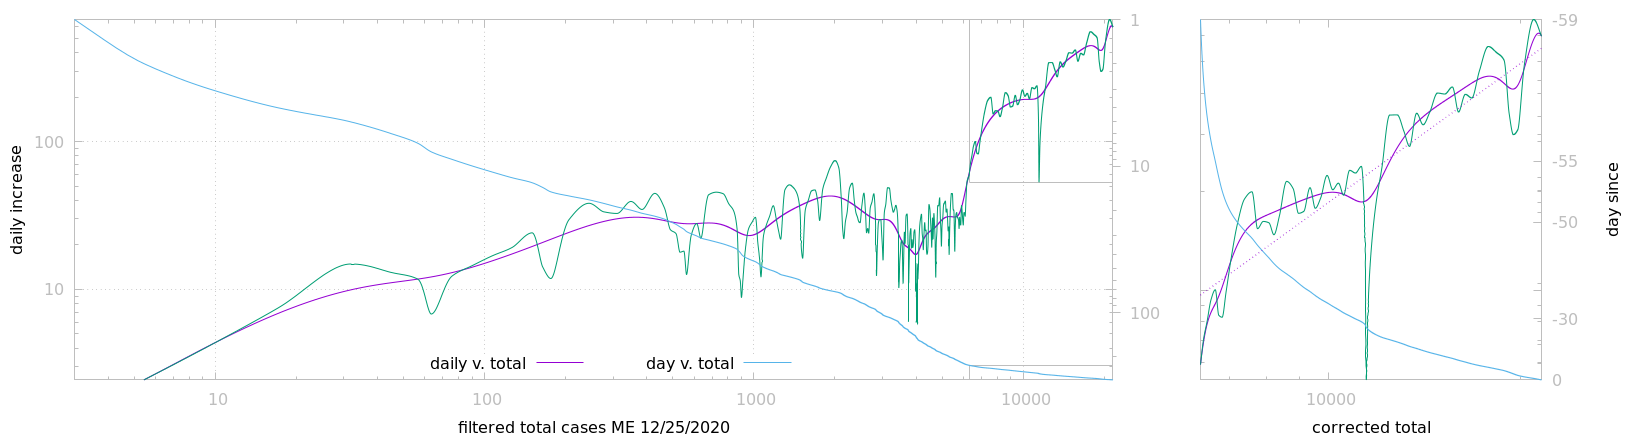 daily increase
100
10
1
10
100
daily v. total
day v. total
10
100
1000
10000
filtered total cases ME 12/25/2020
-59
-55
-50
-30
0
day since
10000
corrected total